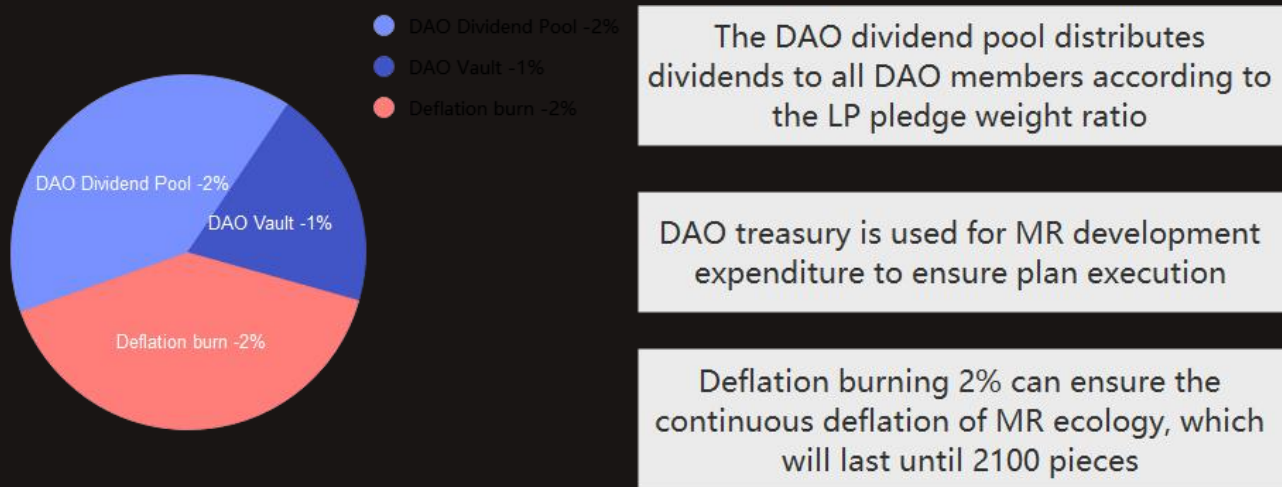 DAO Dividend Pool -2%
DAO Vault -1%
Deflation burn -2%
DAO Dividend Pool -2%
DAO Vault -1%
Deflation burn -2%
The DAO dividend pool distributes
dividends to all DAO members according to
the LP pledge weight ratio
DAO treasury is used for MR development
expenditure to ensure plan execution
Deflation burning 2% can ensure the
continuous deflation of MR ecology, which
will last until 2100 pieces